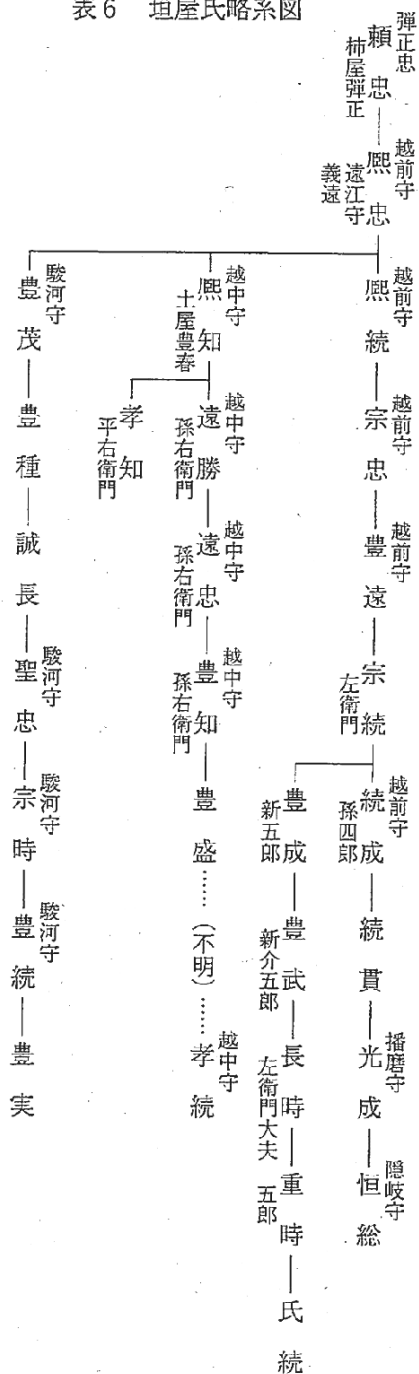 表6 垣屋氏略系図
弾正忠
頼忠
柿屋弾正
越前守
熈忠
遠江守
義遠
越前守
熈続
越前守
宗忠
越前守
豊遠
宗続
左衛門
越前守
続成
孫四郎
続貫
播磨守
光成
隠岐守
恒総
豊成
新五郎
豊武
新介五郎
長時
左衛門大夫
重時
五郎
氏続
越中守
熈知
土屋豊春
越中守
遠勝
孫右衛門
越中守
遠忠
孫右衛門
越中守
豊知
孫右衛門
豊盛……(不明)……孝続
越中守
孝知
平右衛門
駿河守
豊茂
豊種
誠長
駿河守
聖忠
駿河守
宗時
駿河守
豊続
豊実